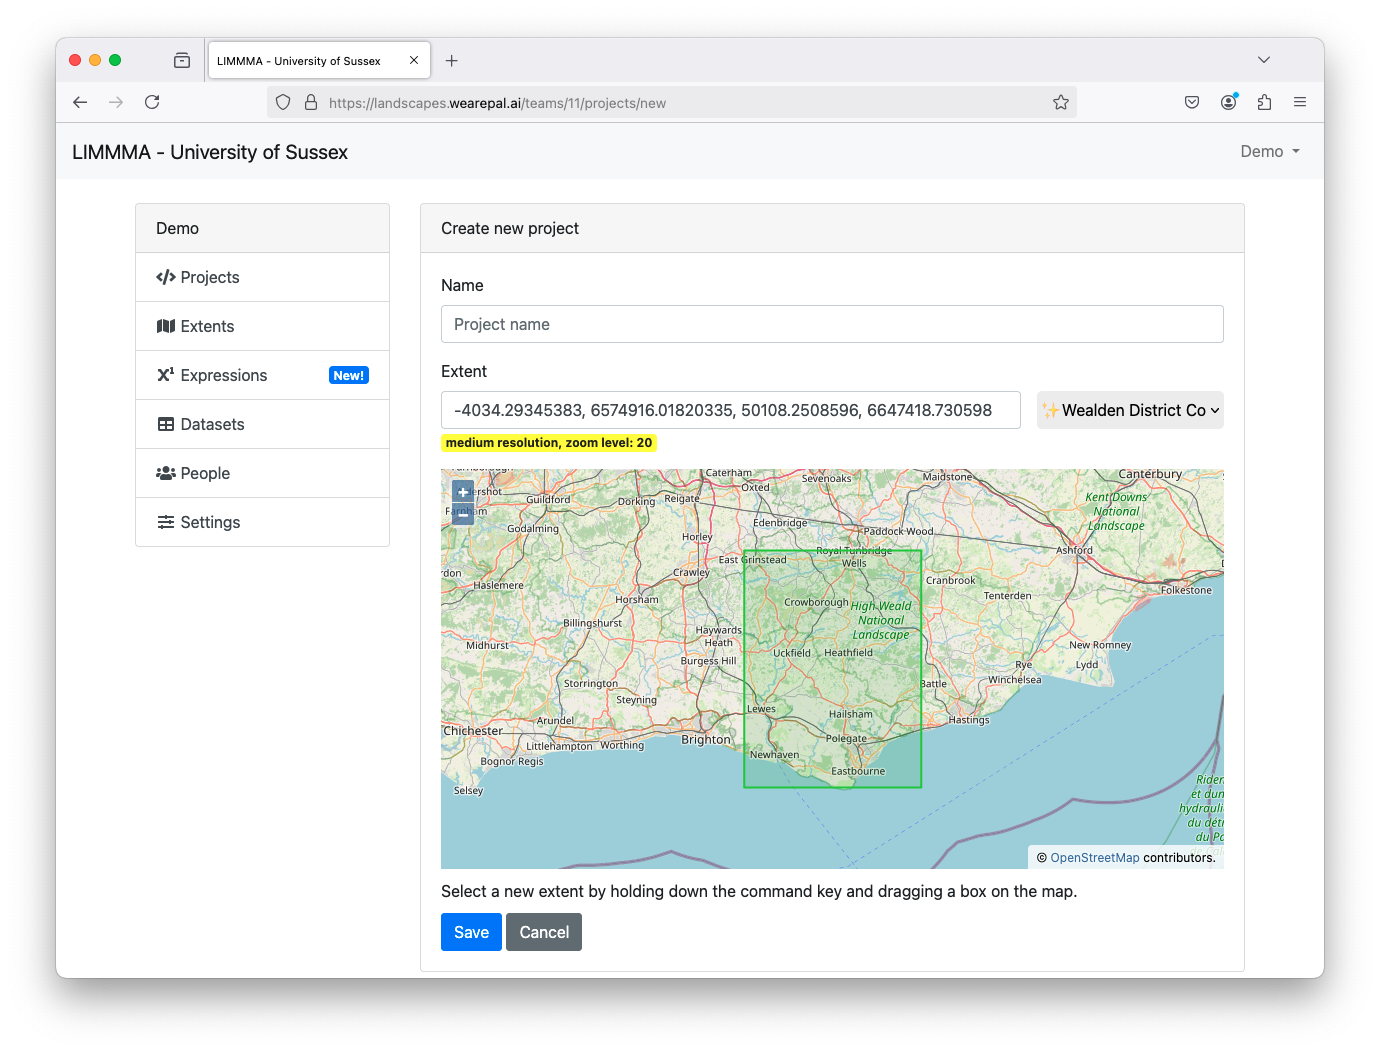 LIMMMA - University of Sussex
https://landscapes.wearepal.ai/teams/11/projects/new
LIMMMA - University of Sussex
Demo
Demo
Projects
Extents
Expressions New!
Datasets
People
Settings
Create new project
Name
Project name
Extent
-4034.29345383, 6574916.01820335, 50108.2508596, 6647418.730598
✨Wealden District Co
medium resolution, zoom level: 20
+
−
Caterham
Oxted
Sevenoaks
Maidstone
Canterbury
Guildford
Dorking
Reigate
Kent Downs
National
Landscape
Farnham
Godalming
Edenbridge
Paddock Wood
Horley
Ashford
East Grinstead
Royal Tunbridge
Wells
Crawley
Cranbrook
Haslemere
Folkestone
Tenterden
Horsham
Crowborough
High Weald
National
Landscape
Billingshurst
Haywards
Heath
Midhurst
Uckfield
Heathfield
New Romney
Burgess Hill
Rye
Lydd
Winchelsea
Storrington
Battle
Steyning
Lewes
Hailsham
Arundel
Hastings
Chichester
Littlehampton
Worthing
Brighton
Polegate
Newhaven
Bognor Regis
Eastbourne
Selsey
© OpenStreetMap contributors.
Select a new extent by holding down the command key and dragging a box on the map.
Save
Cancel